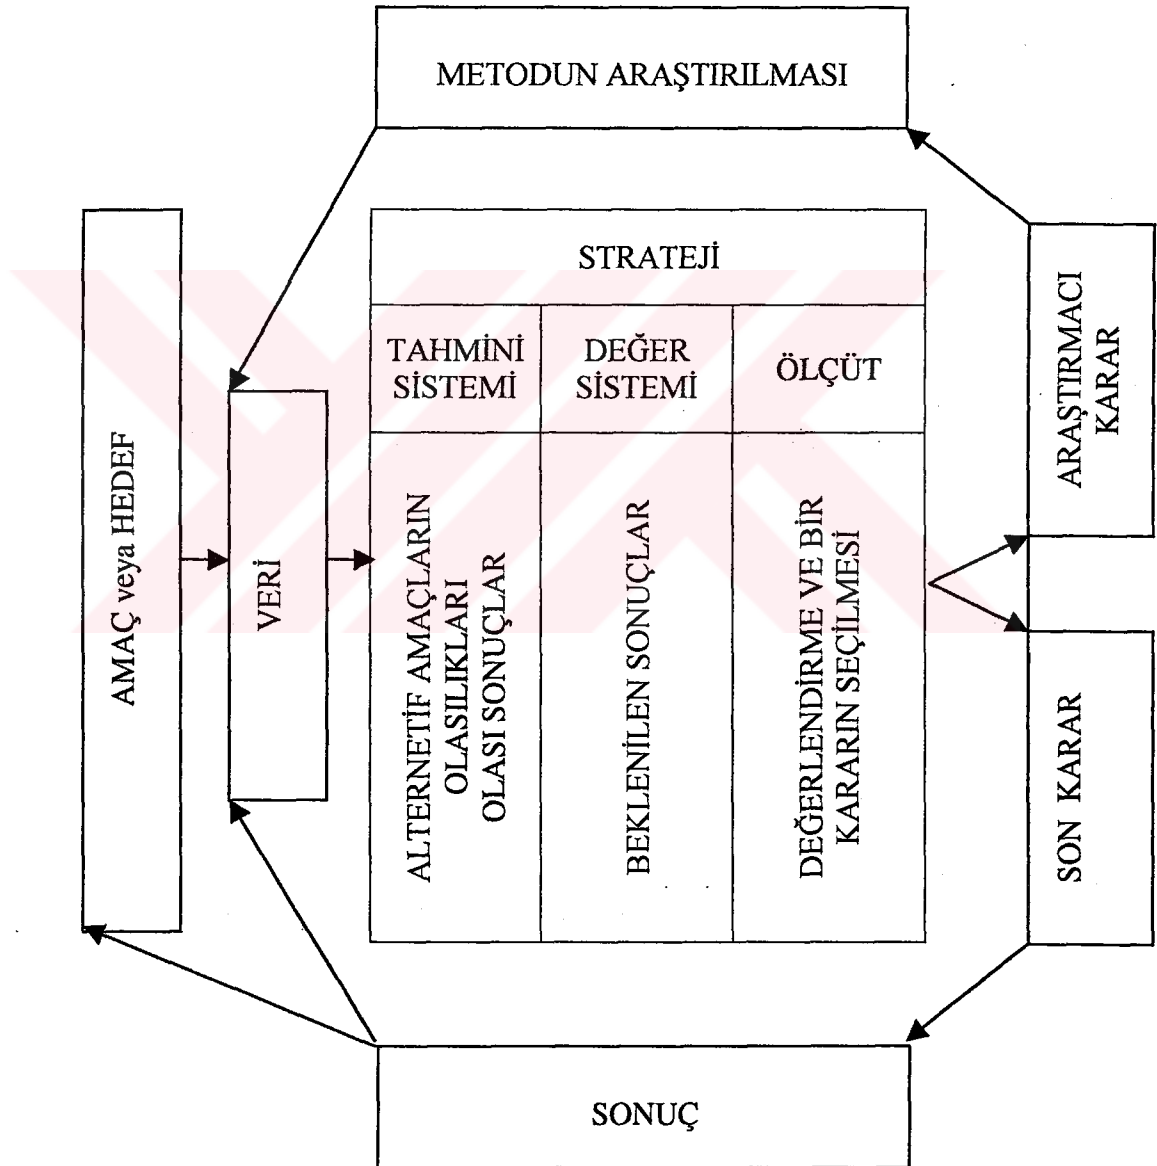 METODUN ARAŞTIRILMASI
AMAÇ veya HEDEF
VERİ
STRATEJİ
TAHMİNİ
SİSTEMİ
DEĞER
SİSTEMİ
ÖLÇÜT
ALTERNETİF AMAÇLARIN
OLASILIKLARI
OLASI SONUÇLAR
BEKLENİLEN SONUÇLAR
DEĞERLENDİRME VE BİR
KARARIN SEÇİLMESİ
ARAŞTIRMACI
KARAR
SON KARAR
SONUÇ